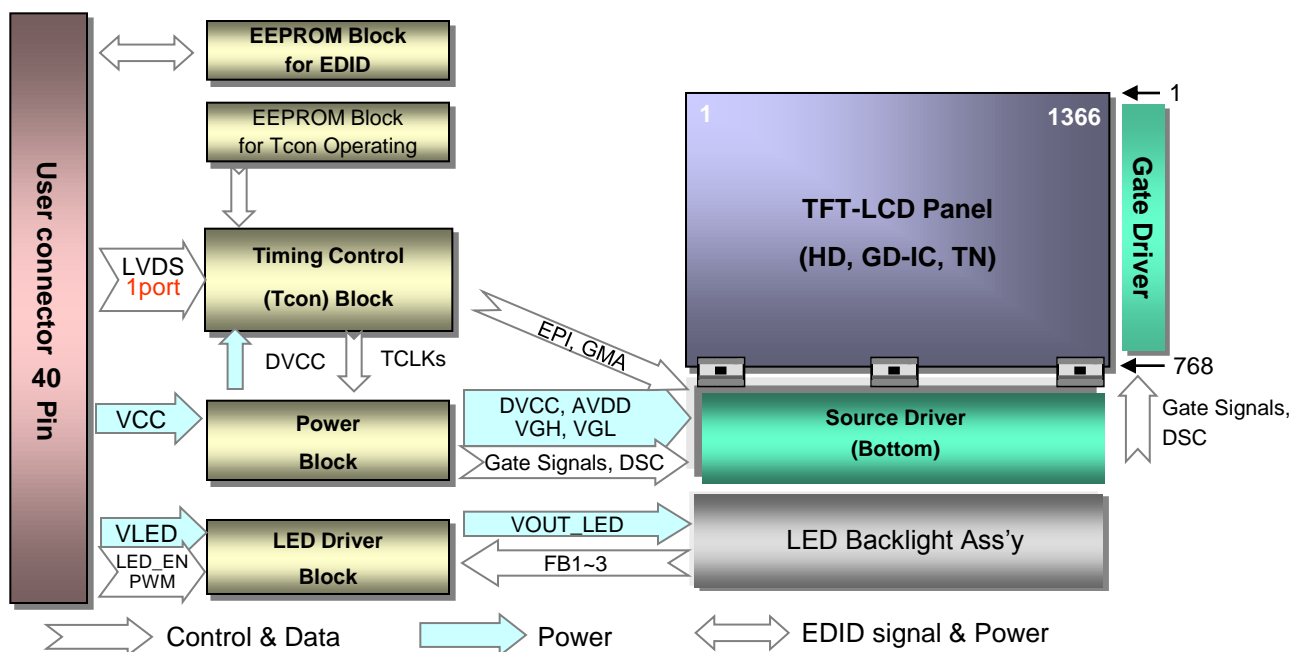 User connector 40 Pin
EEPROM Block
for EDID
EEPROM Block
for Tcon Operating
LVDS
1port
Timing Control
(Tcon) Block
DVCC
TCLKs
VCC
Power
Block
VLED
LED_EN
PWM
LED Driver
Block
EPI, GMA
DVCC, AVDD
VGH, VGL
Gate Signals, DSC
VOUT_LED
FB1~3
1
1366
TFT-LCD Panel
(HD, GD-IC, TN)
1
Gate Driver
768
Source Driver
(Bottom)
Gate Signals,
DSC
LED Backlight Ass’y
Control & Data
Power
EDID signal & Power